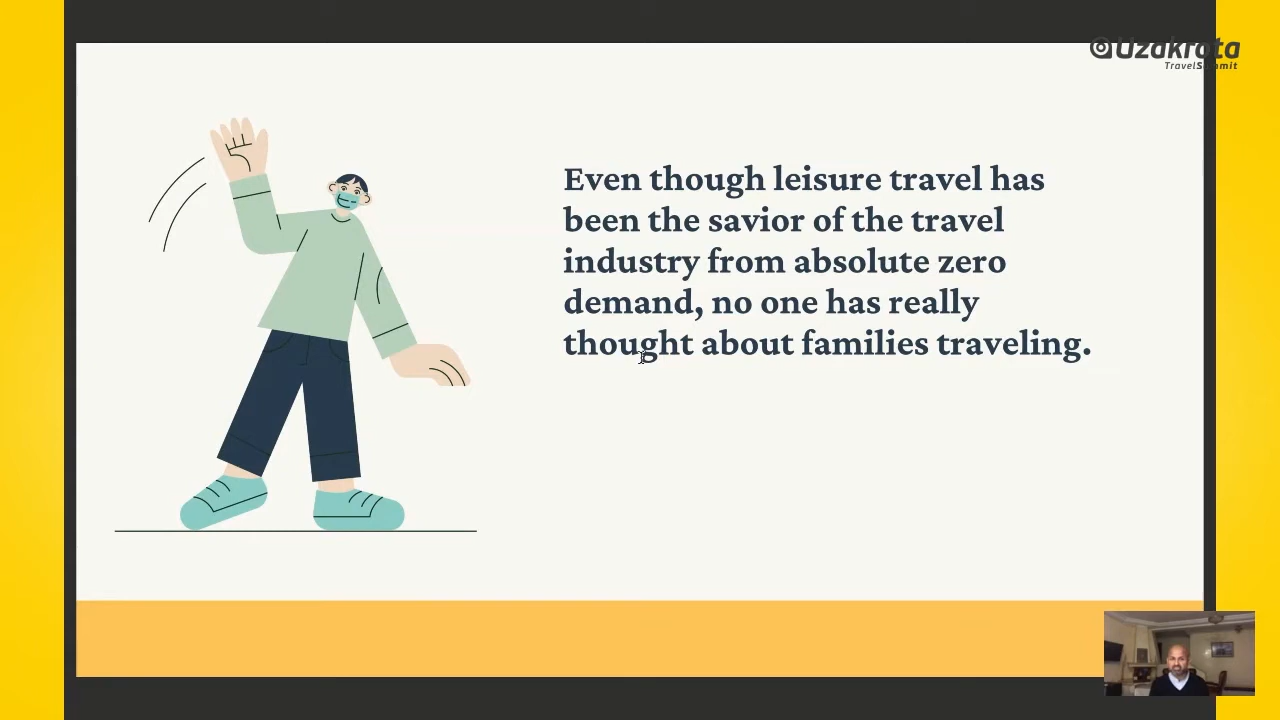 Uzakrota
TravelSummit
Even though leisure travel has
been the savior of the travel
industry from absolute zero
demand, no one has really
thought about families traveling.